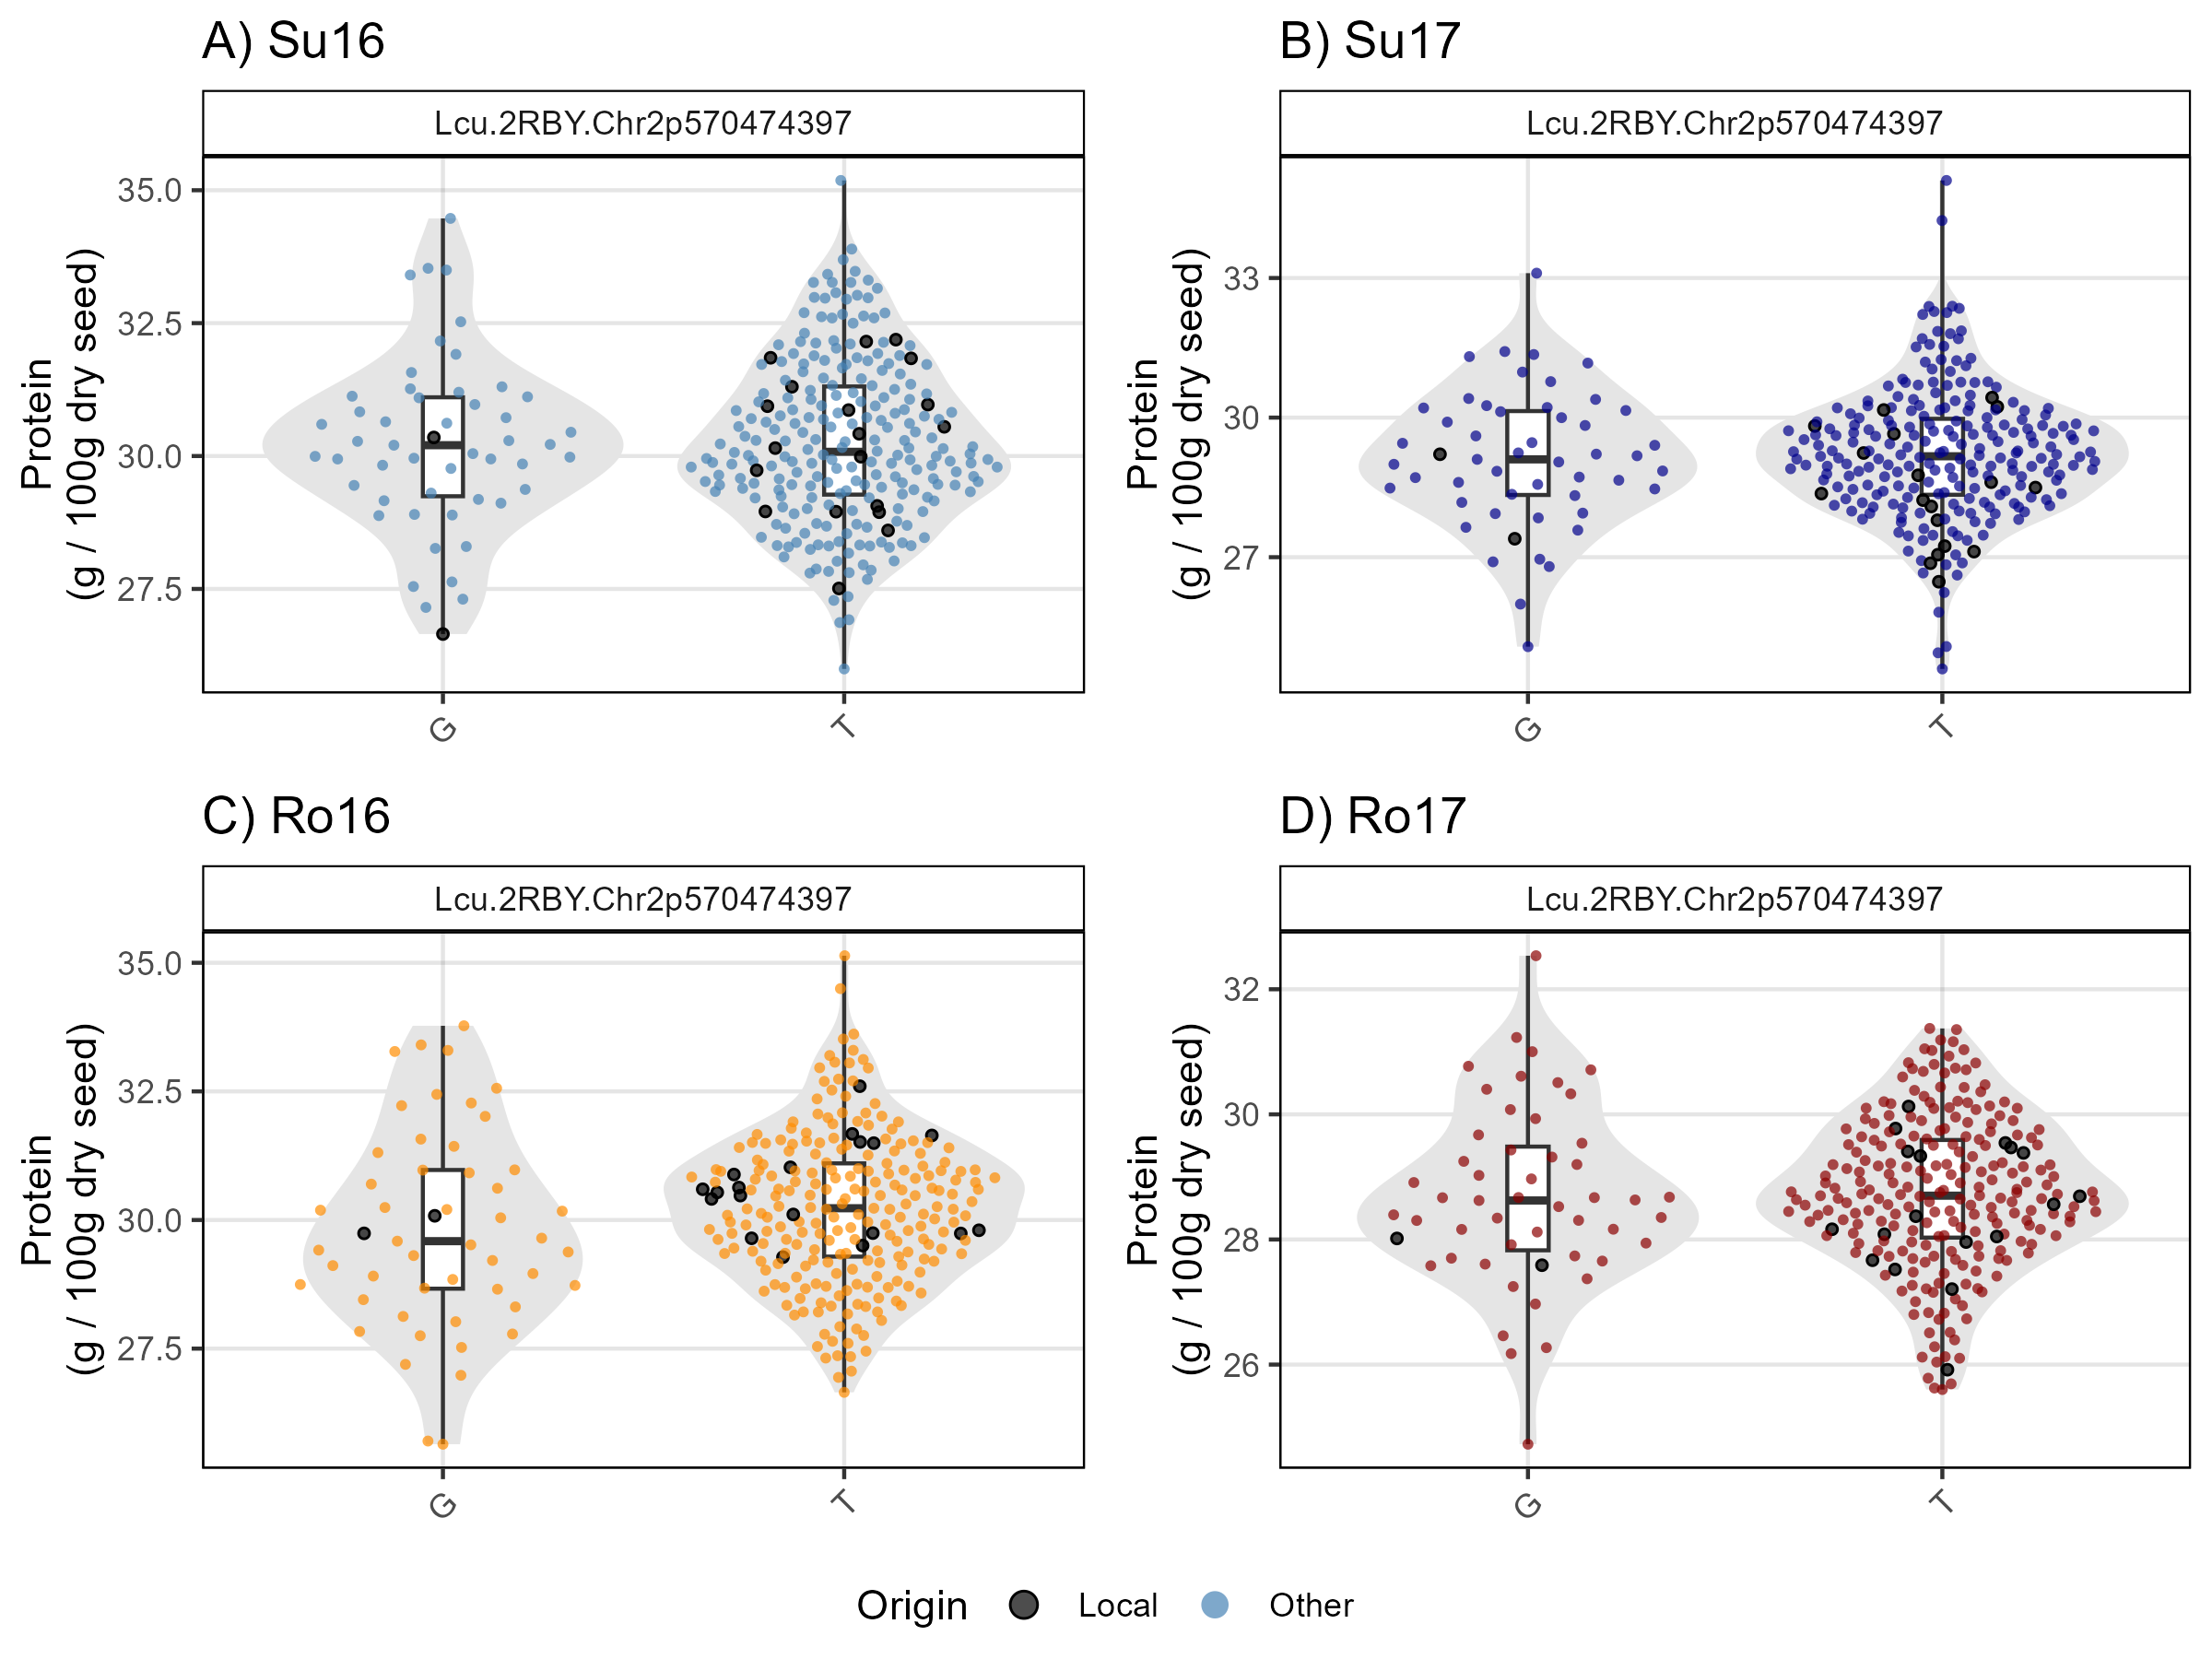 A) Su16
Lcu.2RBY.Chr2p570474397
Protein
(g / 100g dry seed)
35.0
32.5
30.0
27.5
G
T
B) Su17
Lcu.2RBY.Chr2p570474397
Protein
(g / 100g dry seed)
33
30
27
G
T
C) Ro16
Lcu.2RBY.Chr2p570474397
Protein
(g / 100g dry seed)
35.0
32.5
30.0
27.5
G
T
D) Ro17
Lcu.2RBY.Chr2p570474397
Protein
(g / 100g dry seed)
32
30
28
26
G
T
Origin Local Other